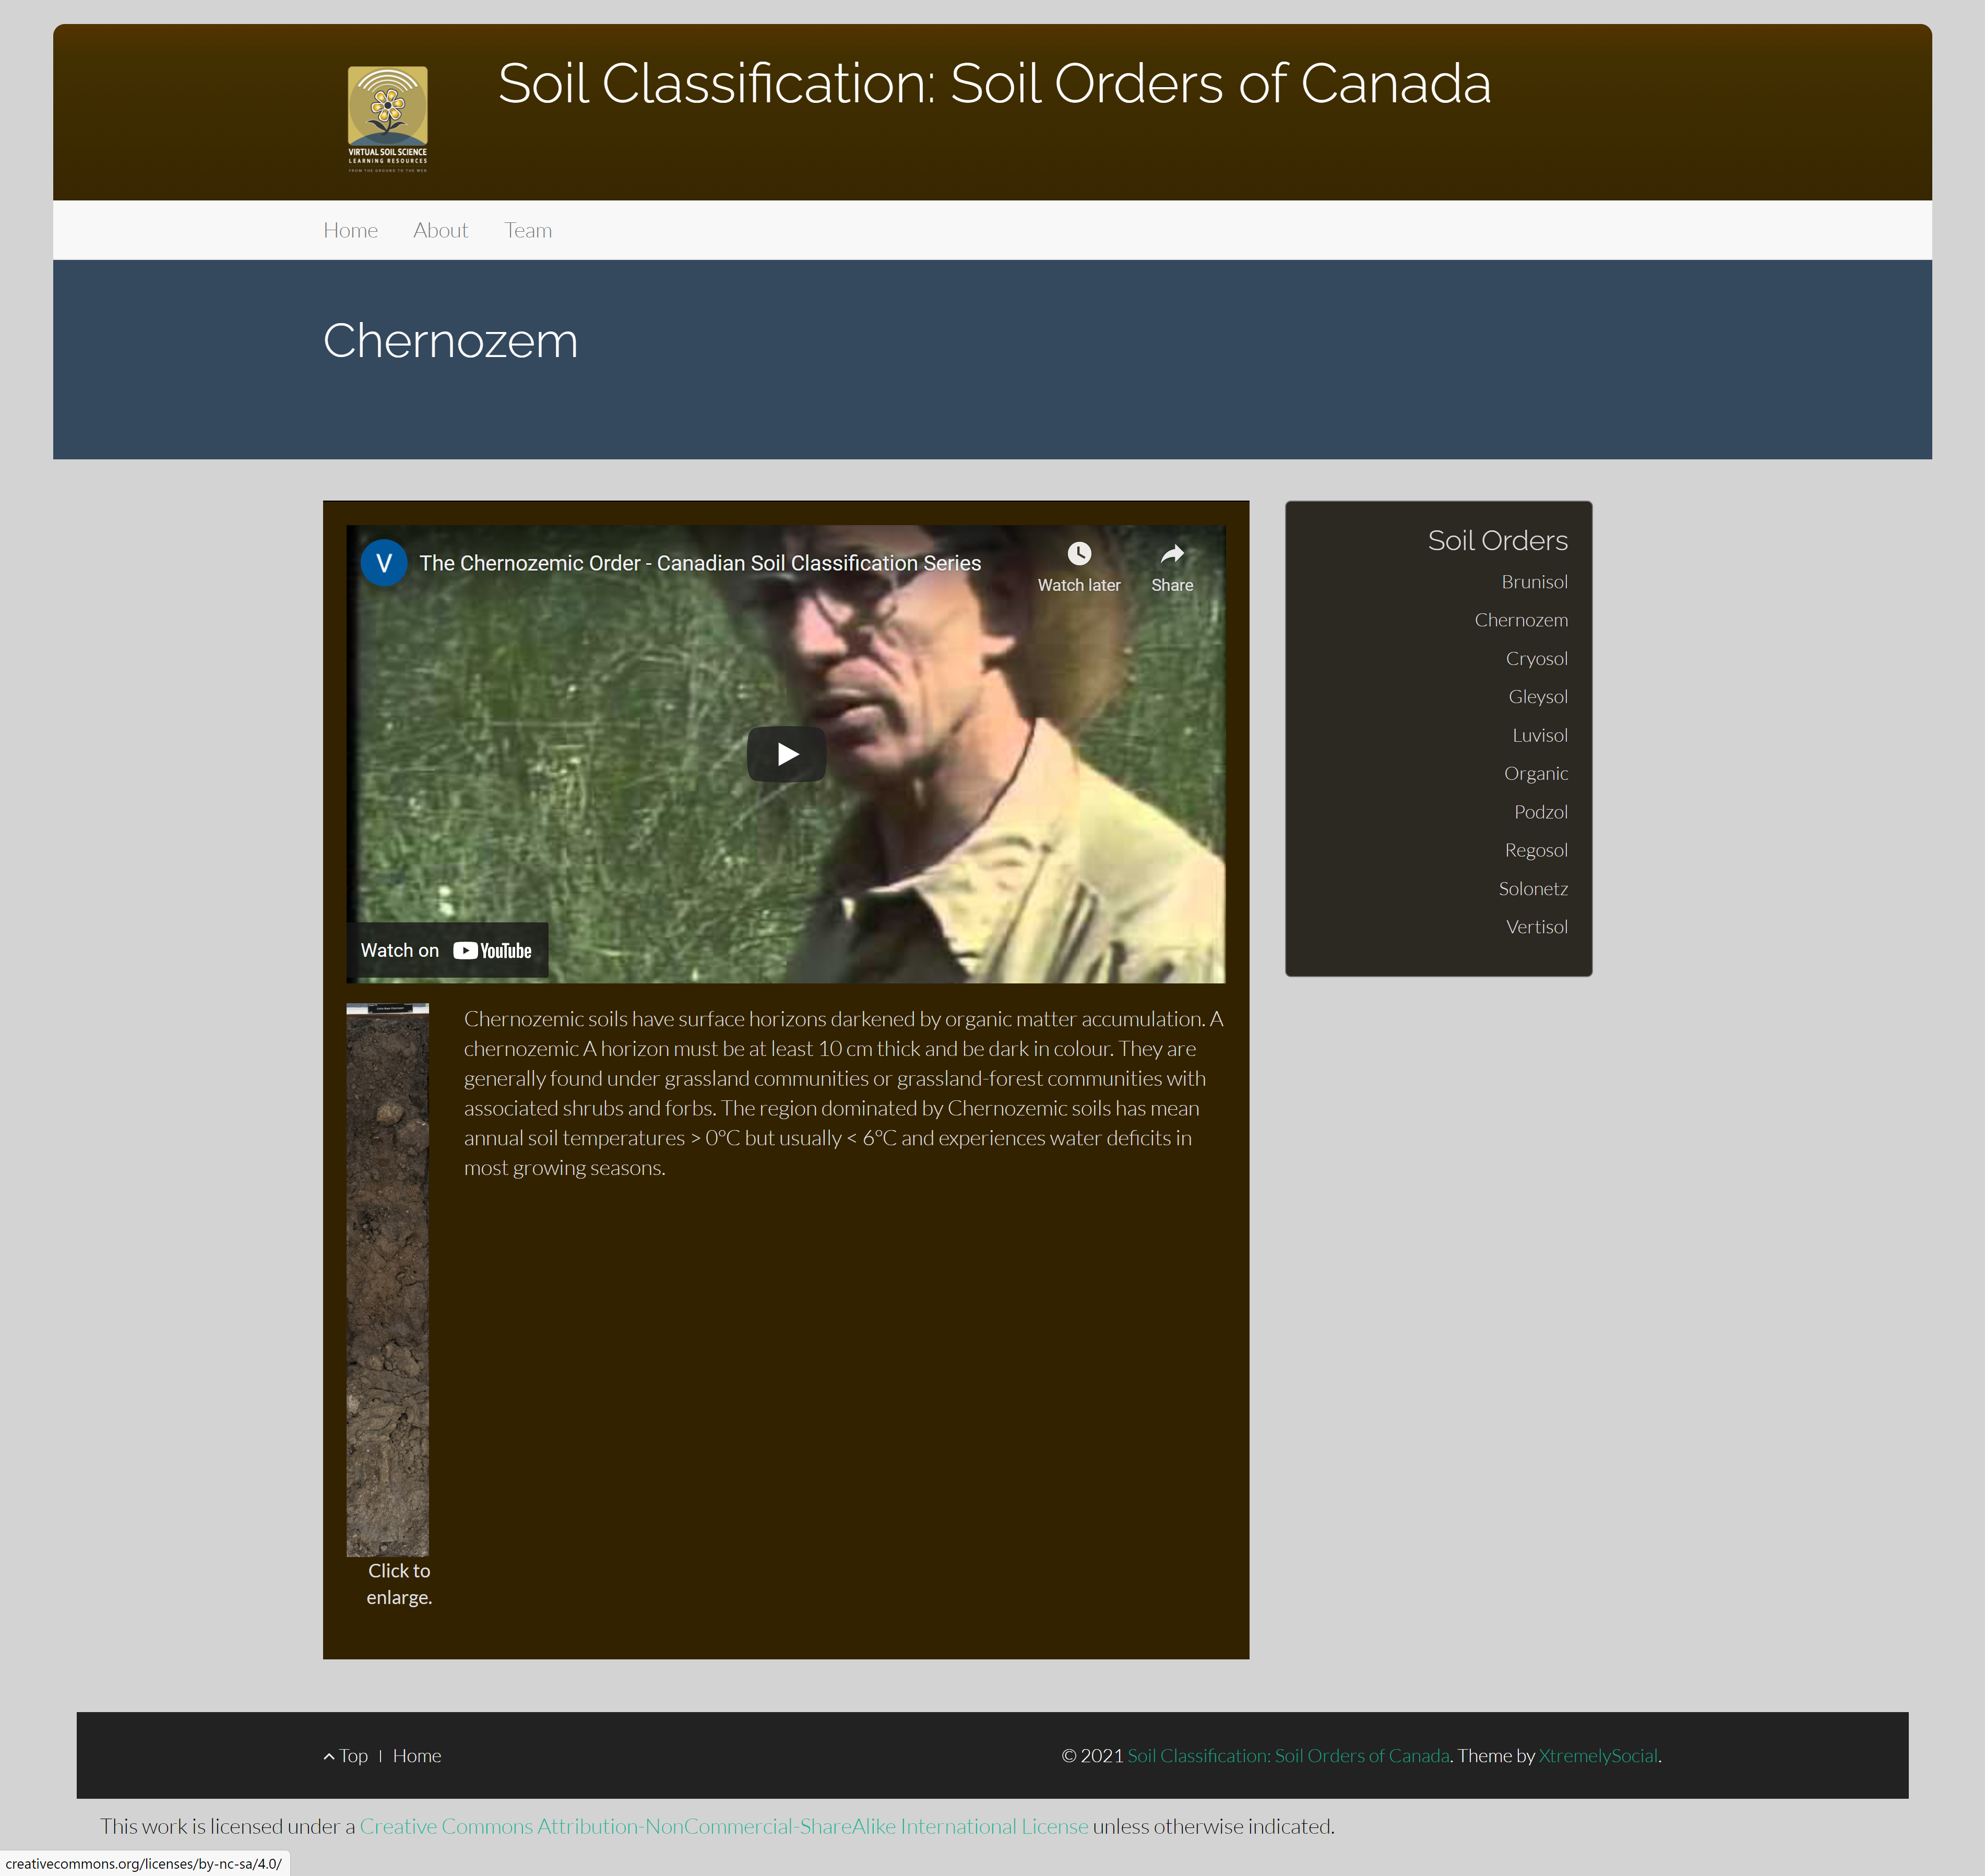 Soil Classification: Soil Orders of Canada
VIRTUAL SOIL SCIENCE
LEARNING RESOURCES
FROM THE GROUND TO THE WEB
Home About Team
Chernozem
V The Chernozemic Order - Canadian Soil Classification Series
Watch later Share
Watch on YouTube
Chernozemic soils have surface horizons darkened by organic matter accumulation. A
chernozemic A horizon must be at least 10 cm thick and be dark in colour. They are
generally found under grassland communities or grassland-forest communities with
associated shrubs and forbs. The region dominated by Chernozemic soils has mean
annual soil temperatures > 0°C but usually < 6°C and experiences water deficits in
most growing seasons.
Click to
enlarge.
Soil Orders
Brunisol
Chernozem
Cryosol
Gleysol
Luvisol
Organic
Podzol
Regosol
Solonetz
Vertisol
Top | Home
© 2021 Soil Classification: Soil Orders of Canada. Theme by XtremelySocial.
This work is licensed under a Creative Commons Attribution-NonCommercial-ShareAlike International License unless otherwise indicated.
creativecommons.org/licenses/by-nc-sa/4.0/